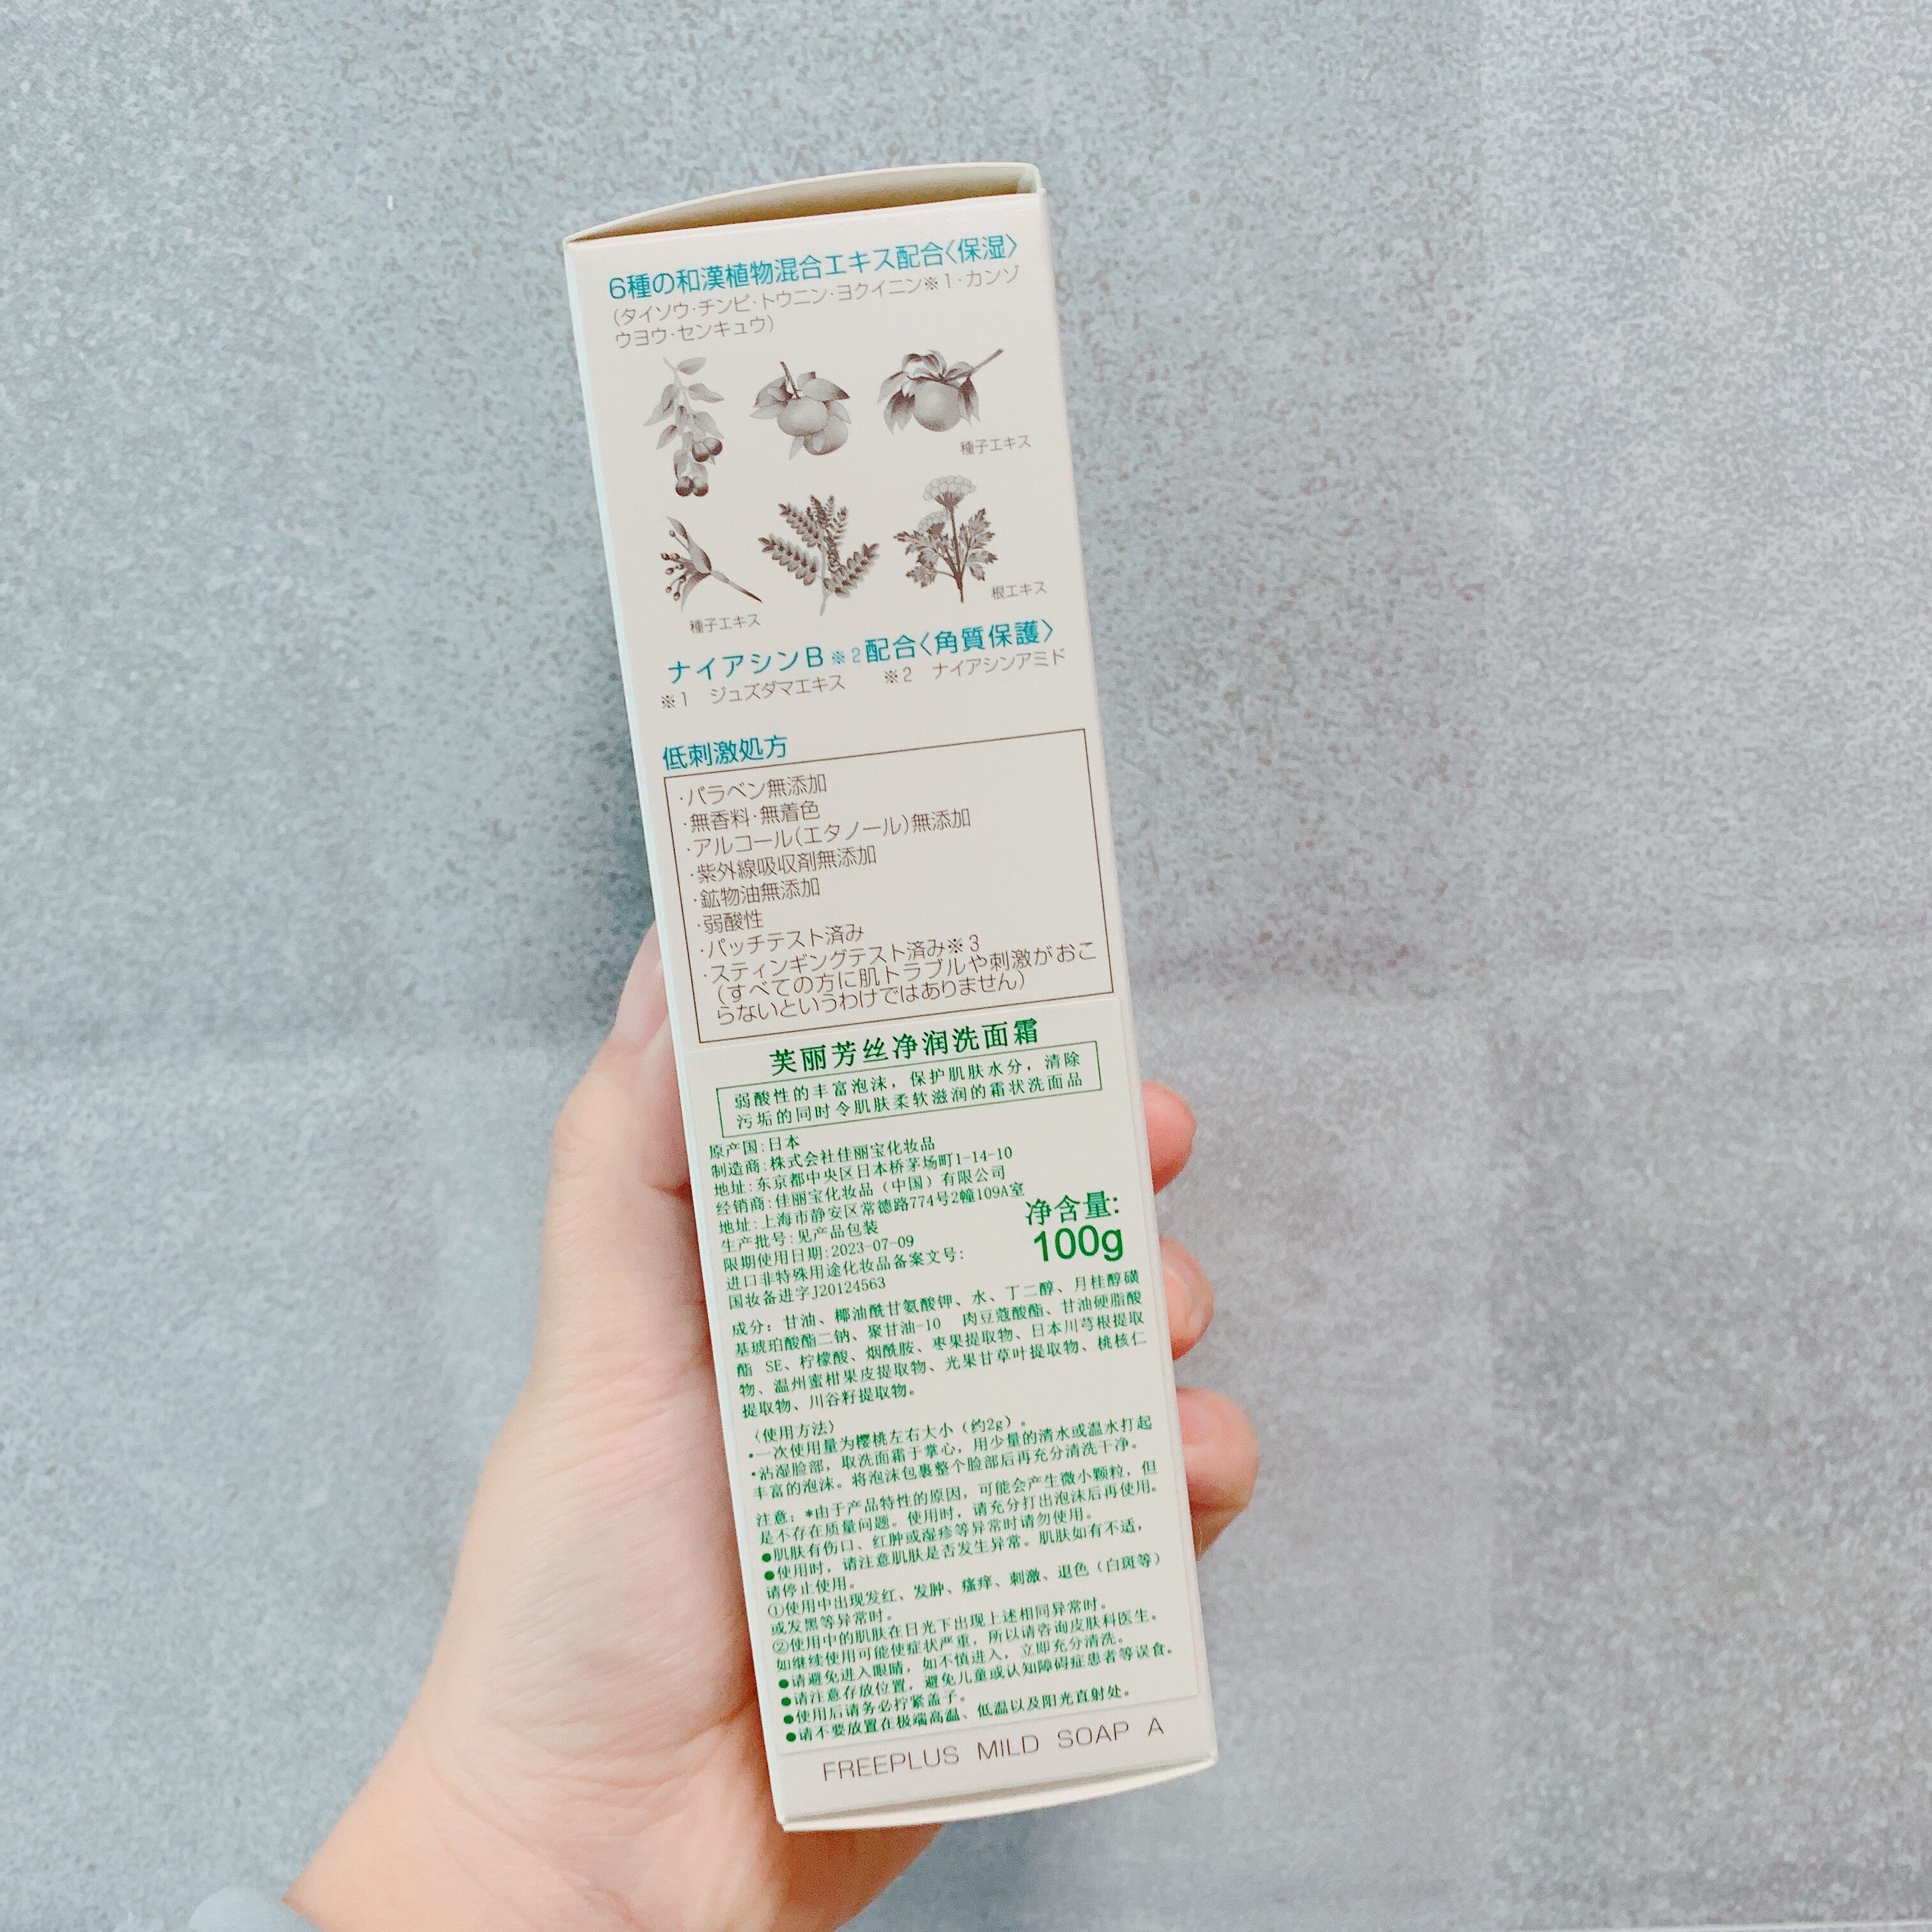 6種の和漢植物混合エキス配合〈保湿〉
(タイソウ・チンピ・トウニン・ヨクイニン※1・カンゾ
ウヨウ・センキュウ)
種子エキス
根エキス
種子エキス
ナイアシンB※2配合〈角質保護〉
※1 ジュズダマエキス ※2 ナイアシンアミド
低刺激処方
・パラベン無添加
・無香料・無着色
・アルコール(エタノール)無添加
・紫外線吸収剤無添加
・鉱物油無添加
・弱酸性
・パッチテスト済み
・スティンギングテスト済み※3
(すべての方に肌トラブルや刺激がおこ
らないというわけではありません)
芙丽芳丝净润洗面霜
弱酸性的丰富泡沫，保护肌肤水分，清除
污垢的同时令肌肤柔软滋润的霜状洗面品
原产国:日本
制造商:株式会社佳丽宝化妆品
地址:东京都中央区日本桥茅场町1-14-10
经销商:佳丽宝化妆品（中国）有限公司
地址:上海市静安区常德路774号2幢109A室
生产批号:见产品包装
限期使用日期:2023-07-09
进口非特殊用途化妆品备案文号:
国妆备进字J20124563
净含量:
100g
成分：甘油、椰油酰甘氨酸钾、水、丁二醇、月桂醇磺
基琥珀酸酯二钠、聚甘油-10 肉豆蔻酸酯、甘油硬脂酸
酯 SE、柠檬酸、烟酰胺、枣果提取物、日本川芎根提取
物、温州蜜柑果皮提取物、光果甘草叶提取物、桃核仁
提取物、川谷籽提取物。
〈使用方法〉
•一次使用量为樱桃左右大小（约2g）。
•沾湿脸部，取洗面霜于掌心，用少量的清水或温水打起
丰富的泡沫。将泡沫包裹整个脸部后再充分清洗干净。
注意：*由于产品特性的原因，可能会产生微小颗粒，但
是不存在质量问题。使用时，请充分打出泡沫后再使用。
●肌肤有伤口、红肿或湿疹等异常时请勿使用。
●使用时，请注意肌肤是否发生异常。肌肤如有不适，
请停止使用。
①使用中出现发红、发肿、瘙痒、刺激、退色（白斑等）
或发黑等异常时。
②使用中的肌肤在日光下出现上述相同异常时。
如继续使用可能使症状严重，所以请咨询皮肤科医生。
●请避免进入眼睛，如不慎进入，立即充分清洗。
●请注意存放位置，避免儿童或认知障碍症患者等误食。
●使用后请务必拧紧盖子。
●请不要放置在极端高温、低温以及阳光直射处。
FREEPLUS MILD SOAP A